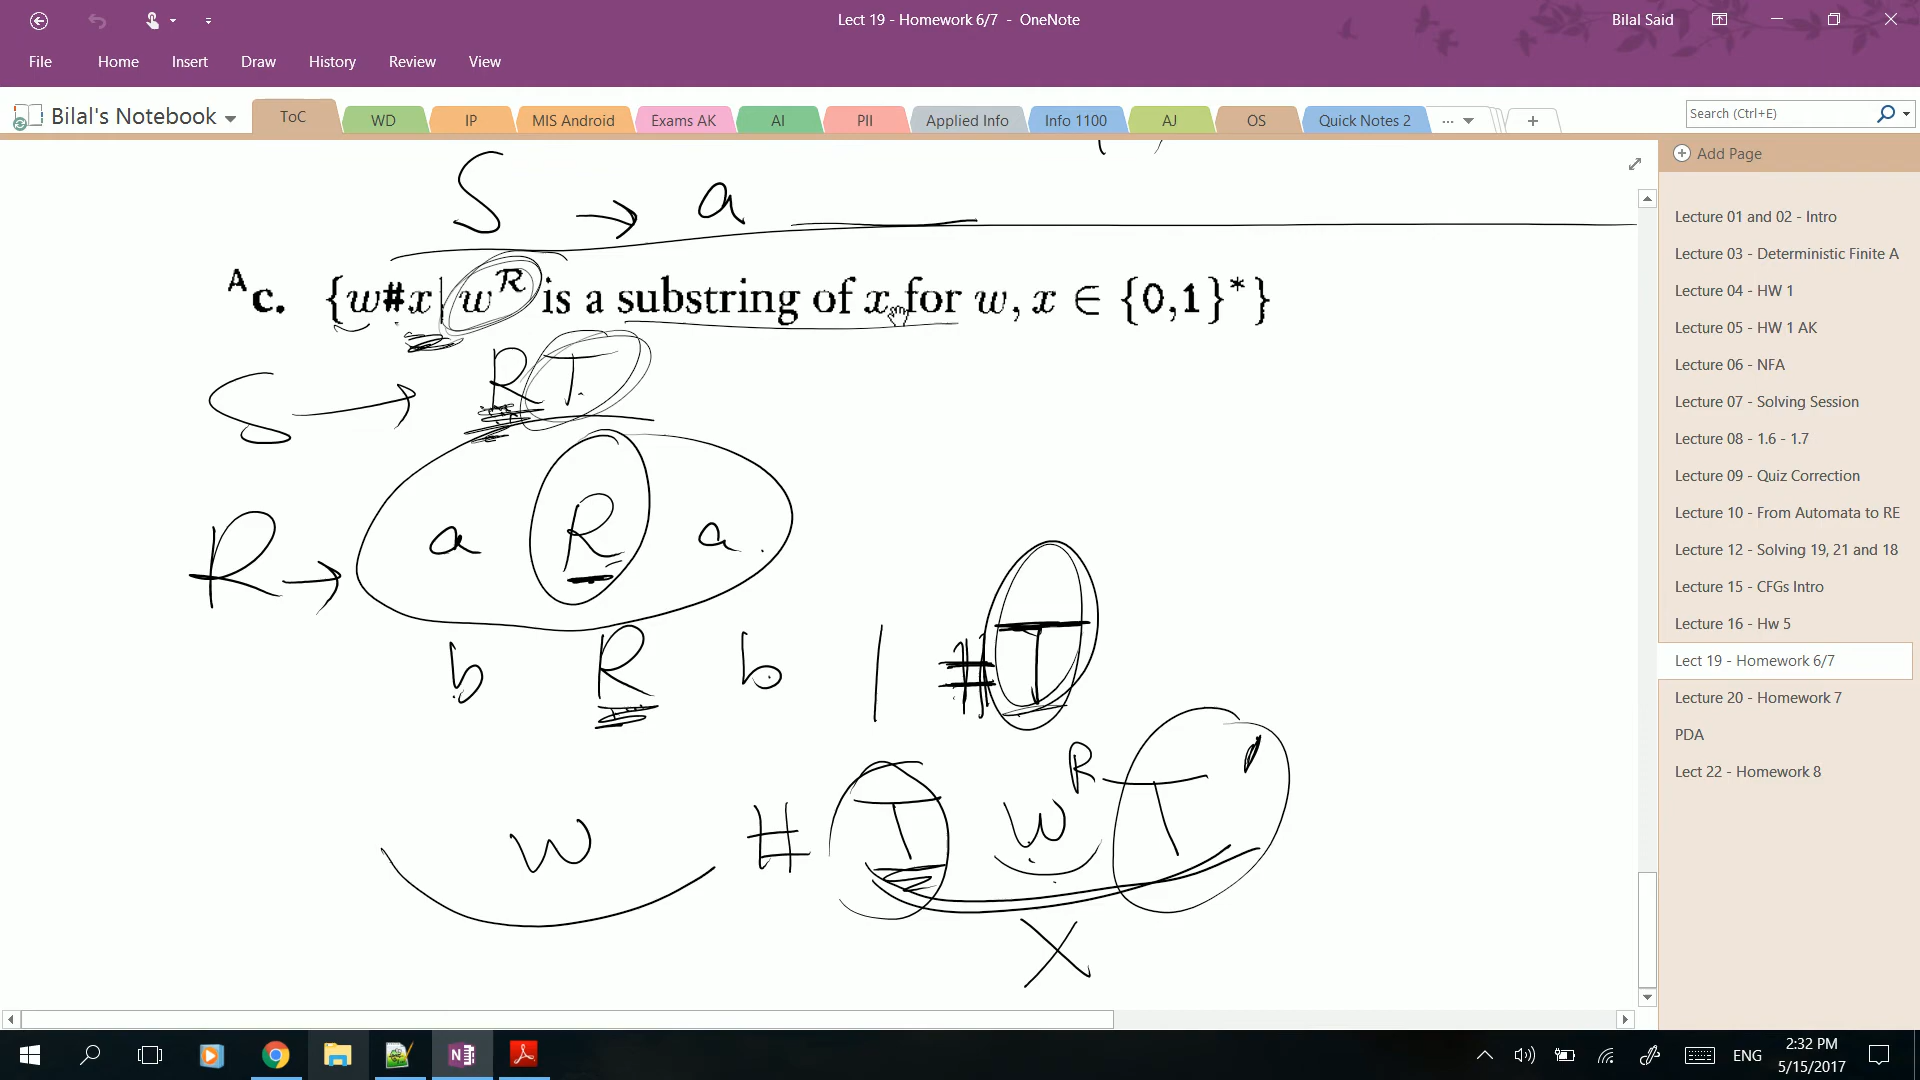 Lect 19 - Homework 6/7 - OneNote
Bilal Said
File Home Insert Draw History Review View
Bilal's Notebook ToC WD IP MIS Android Exams AK AI PII Applied Info Info 1100 AJ OS Quick Notes 2 ... +
Search (Ctrl+E)
Add Page
S → a
A c. {w#x| w^R is a substring of x for w, x ∈ {0,1}*}
S → R T
R → a R a
b R b | # T
w # T w^R T
X
Lecture 01 and 02 - Intro
Lecture 03 - Deterministic Finite A
Lecture 04 - HW 1
Lecture 05 - HW 1 AK
Lecture 06 - NFA
Lecture 07 - Solving Session
Lecture 08 - 1.6 - 1.7
Lecture 09 - Quiz Correction
Lecture 10 - From Automata to RE
Lecture 12 - Solving 19, 21 and 18
Lecture 15 - CFGs Intro
Lecture 16 - Hw 5
Lect 19 - Homework 6/7
Lecture 20 - Homework 7
PDA
Lect 22 - Homework 8
ENG
2:32 PM
5/15/2017